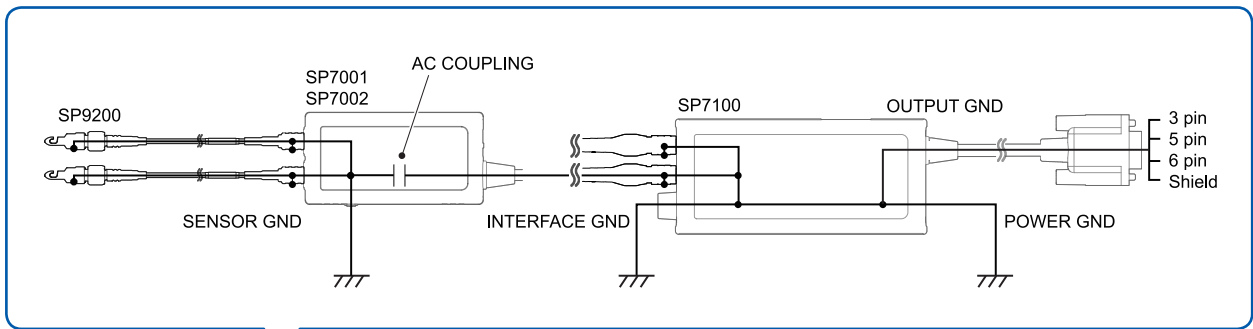 AC COUPLING
SP7001
SP7002
SP9200
SP7100
OUTPUT GND
3 pin
5 pin
6 pin
Shield
SENSOR GND
INTERFACE GND
POWER GND